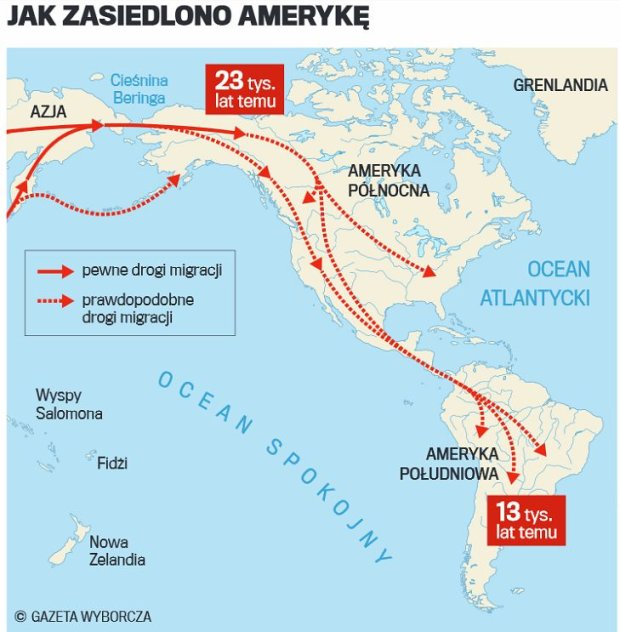 JAK ZASIEDLONO AMERYKĘ
Cieśnina
Beringa
23 tys.
lat temu
GRENLANDIA
AZJA
AMERYKA
PÓŁNOCNA
pewne drogi migracji
prawdopodobne
drogi migracji
OCEAN
ATLANTYCKI
OCEAN SPOKOJNY
Wyspy
Salomona
Fidżi
AMERYKA
POŁUDNIOWA
13 tys.
lat temu
Nowa
Zelandia
© GAZETA WYBORCZA